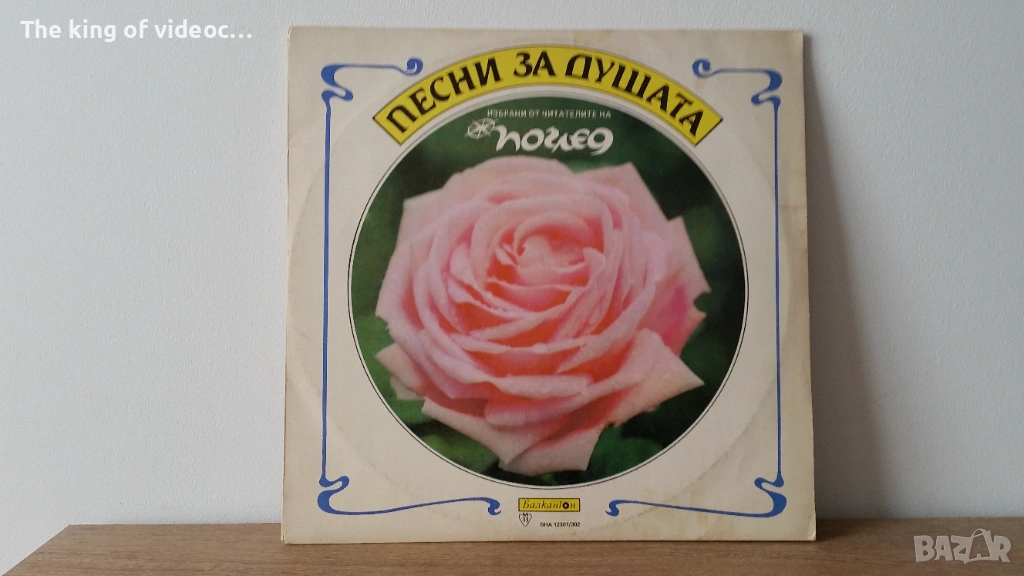 The king of videoc...
ПЕСНИ ЗА ДУШАТА
ИЗБРАНИ ОТ ЧИТАТЕЛИТЕ НА
поглед
Балкантон
ВНА 12301/302
BAZAR